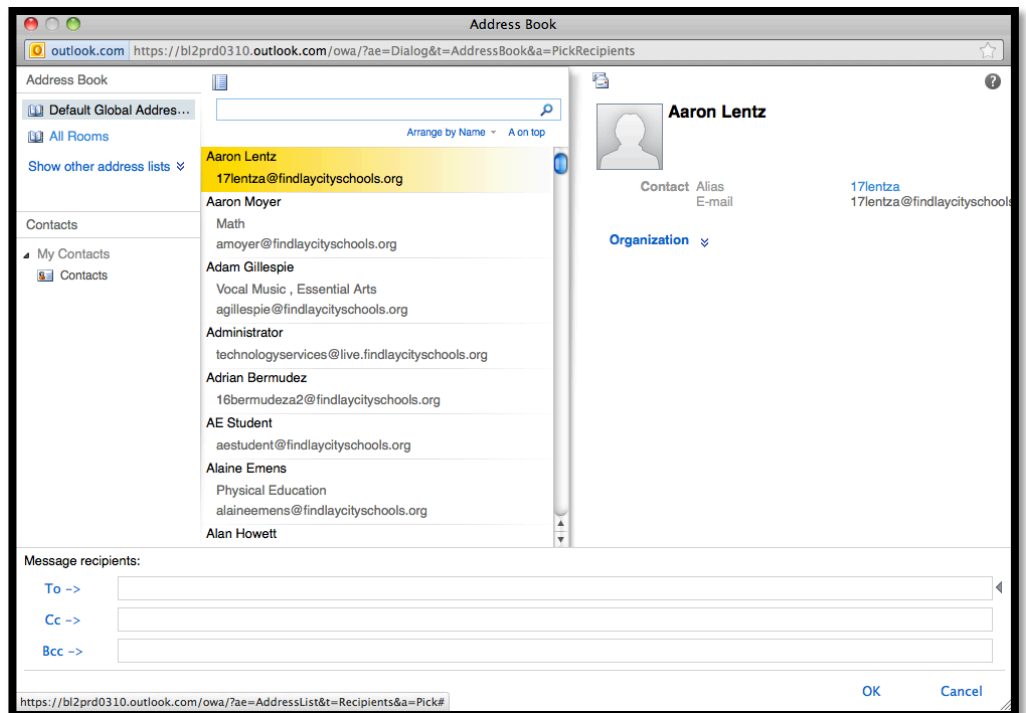 Address Book
outlook.com https://bl2prd0310.outlook.com/owa/?ae=Dialog&t=AddressBook&a=PickRecipients
Address Book
Default Global Addres...
All Rooms
Show other address lists
Contacts
My Contacts
Contacts
Arrange by Name A on top
Aaron Lentz
17lentza@findlaycityschools.org
Aaron Moyer
Math
amoyer@findlaycityschools.org
Adam Gillespie
Vocal Music , Essential Arts
agillespie@findlaycityschools.org
Administrator
technologyservices@live.findlaycityschools.org
Adrian Bermudez
16bermudeza2@findlaycityschools.org
AE Student
aestudent@findlaycityschools.org
Alaine Emens
Physical Education
alaineemens@findlaycityschools.org
Alan Howett
Aaron Lentz
Contact Alias 17lentza
E-mail 17lentza@findlaycityschools
Organization
Message recipients:
To ->
Cc ->
Bcc ->
OK Cancel
https://bl2prd0310.outlook.com/owa/?ae=AddressList&t=Recipients&a=Pick#